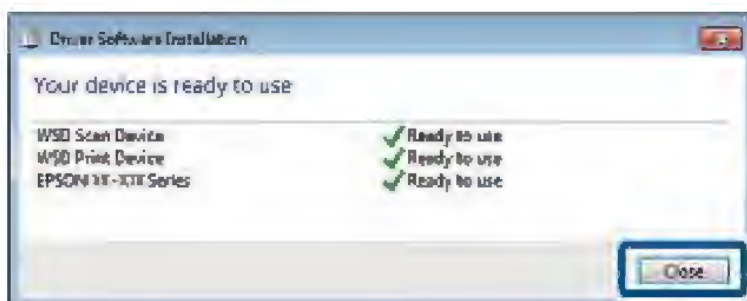 Driver Software Installation
Your device is ready to use
WSD Scan Device Ready to use
WSD Print Device Ready to use
EPSON Series Ready to use
Close